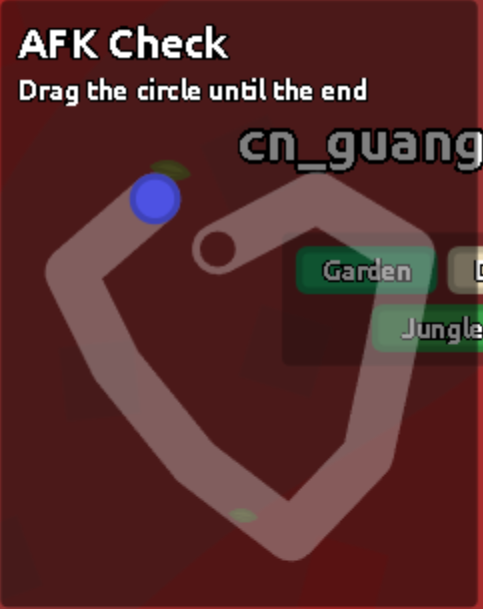 AFK Check
Drag the circle until the end
cn_guang
Garden
Jungle